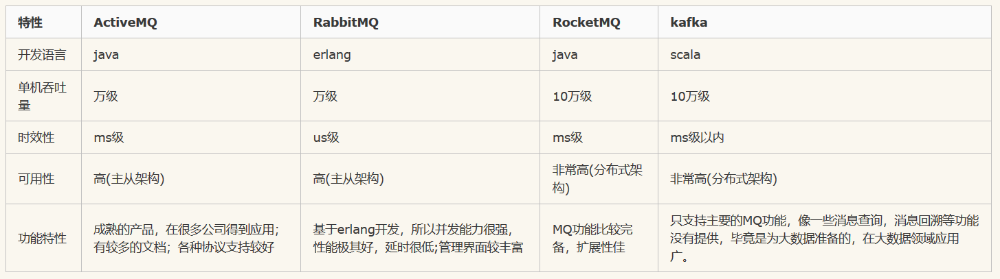 特性 ActiveMQ RabbitMQ RocketMQ kafka
开发语言 java erlang java scala
单机吞吐
量
万级 万级 10万级 10万级
时效性 ms级 us级 ms级 ms级以内
可用性 高(主从架构) 高(主从架构)
非常高(分布式架
构)
非常高(分布式架构)
功能特性
成熟的产品，在很多公司得到应用；
有较多的文档；各种协议支持较好
基于erlang开发，所以并发能力很强，
性能极其好，延时很低;管理界面较丰富
MQ功能比较完
备，扩展性佳
只支持主要的MQ功能，像一些消息查询，消息回溯等功能
没有提供，毕竟是为大数据准备的，在大数据领域应用
广。